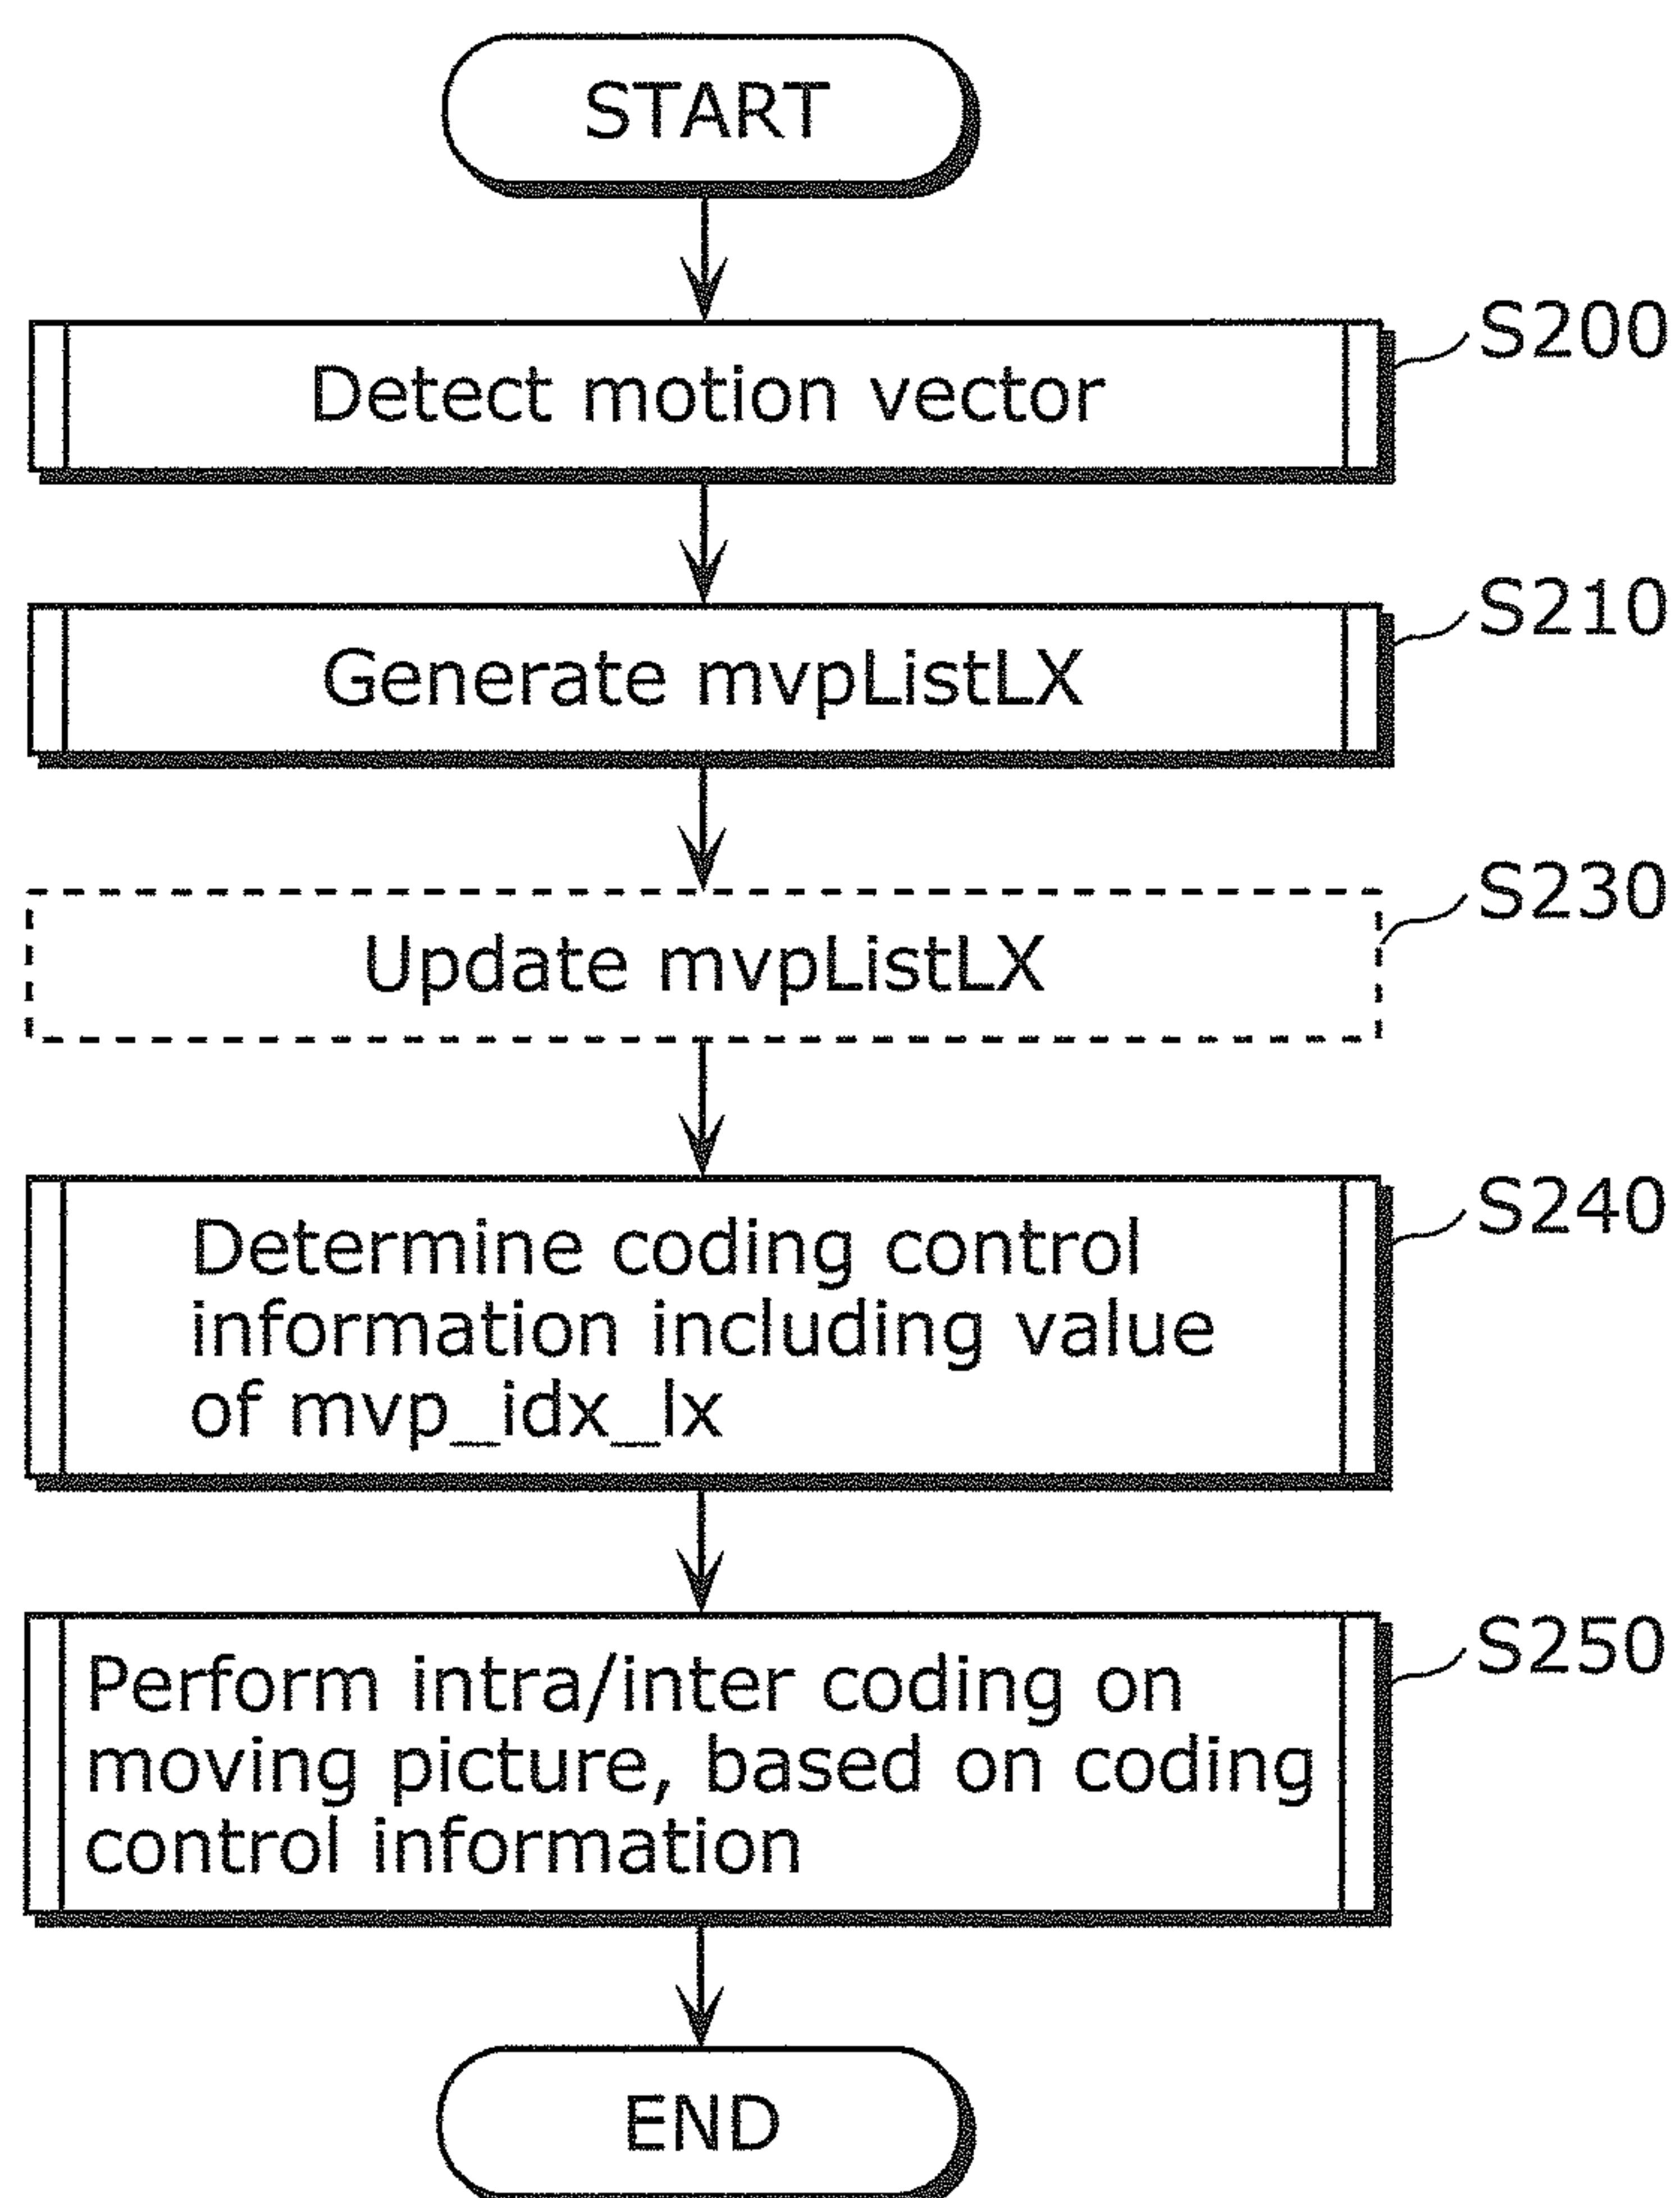 START
Detect motion vector
S200
Generate mvpListLX
S210
Update mvpListLX
S230
Determine coding control
information including value
of mvp_idx_lx
S240
Perform intra/inter coding on
moving picture, based on coding
control information
S250
END